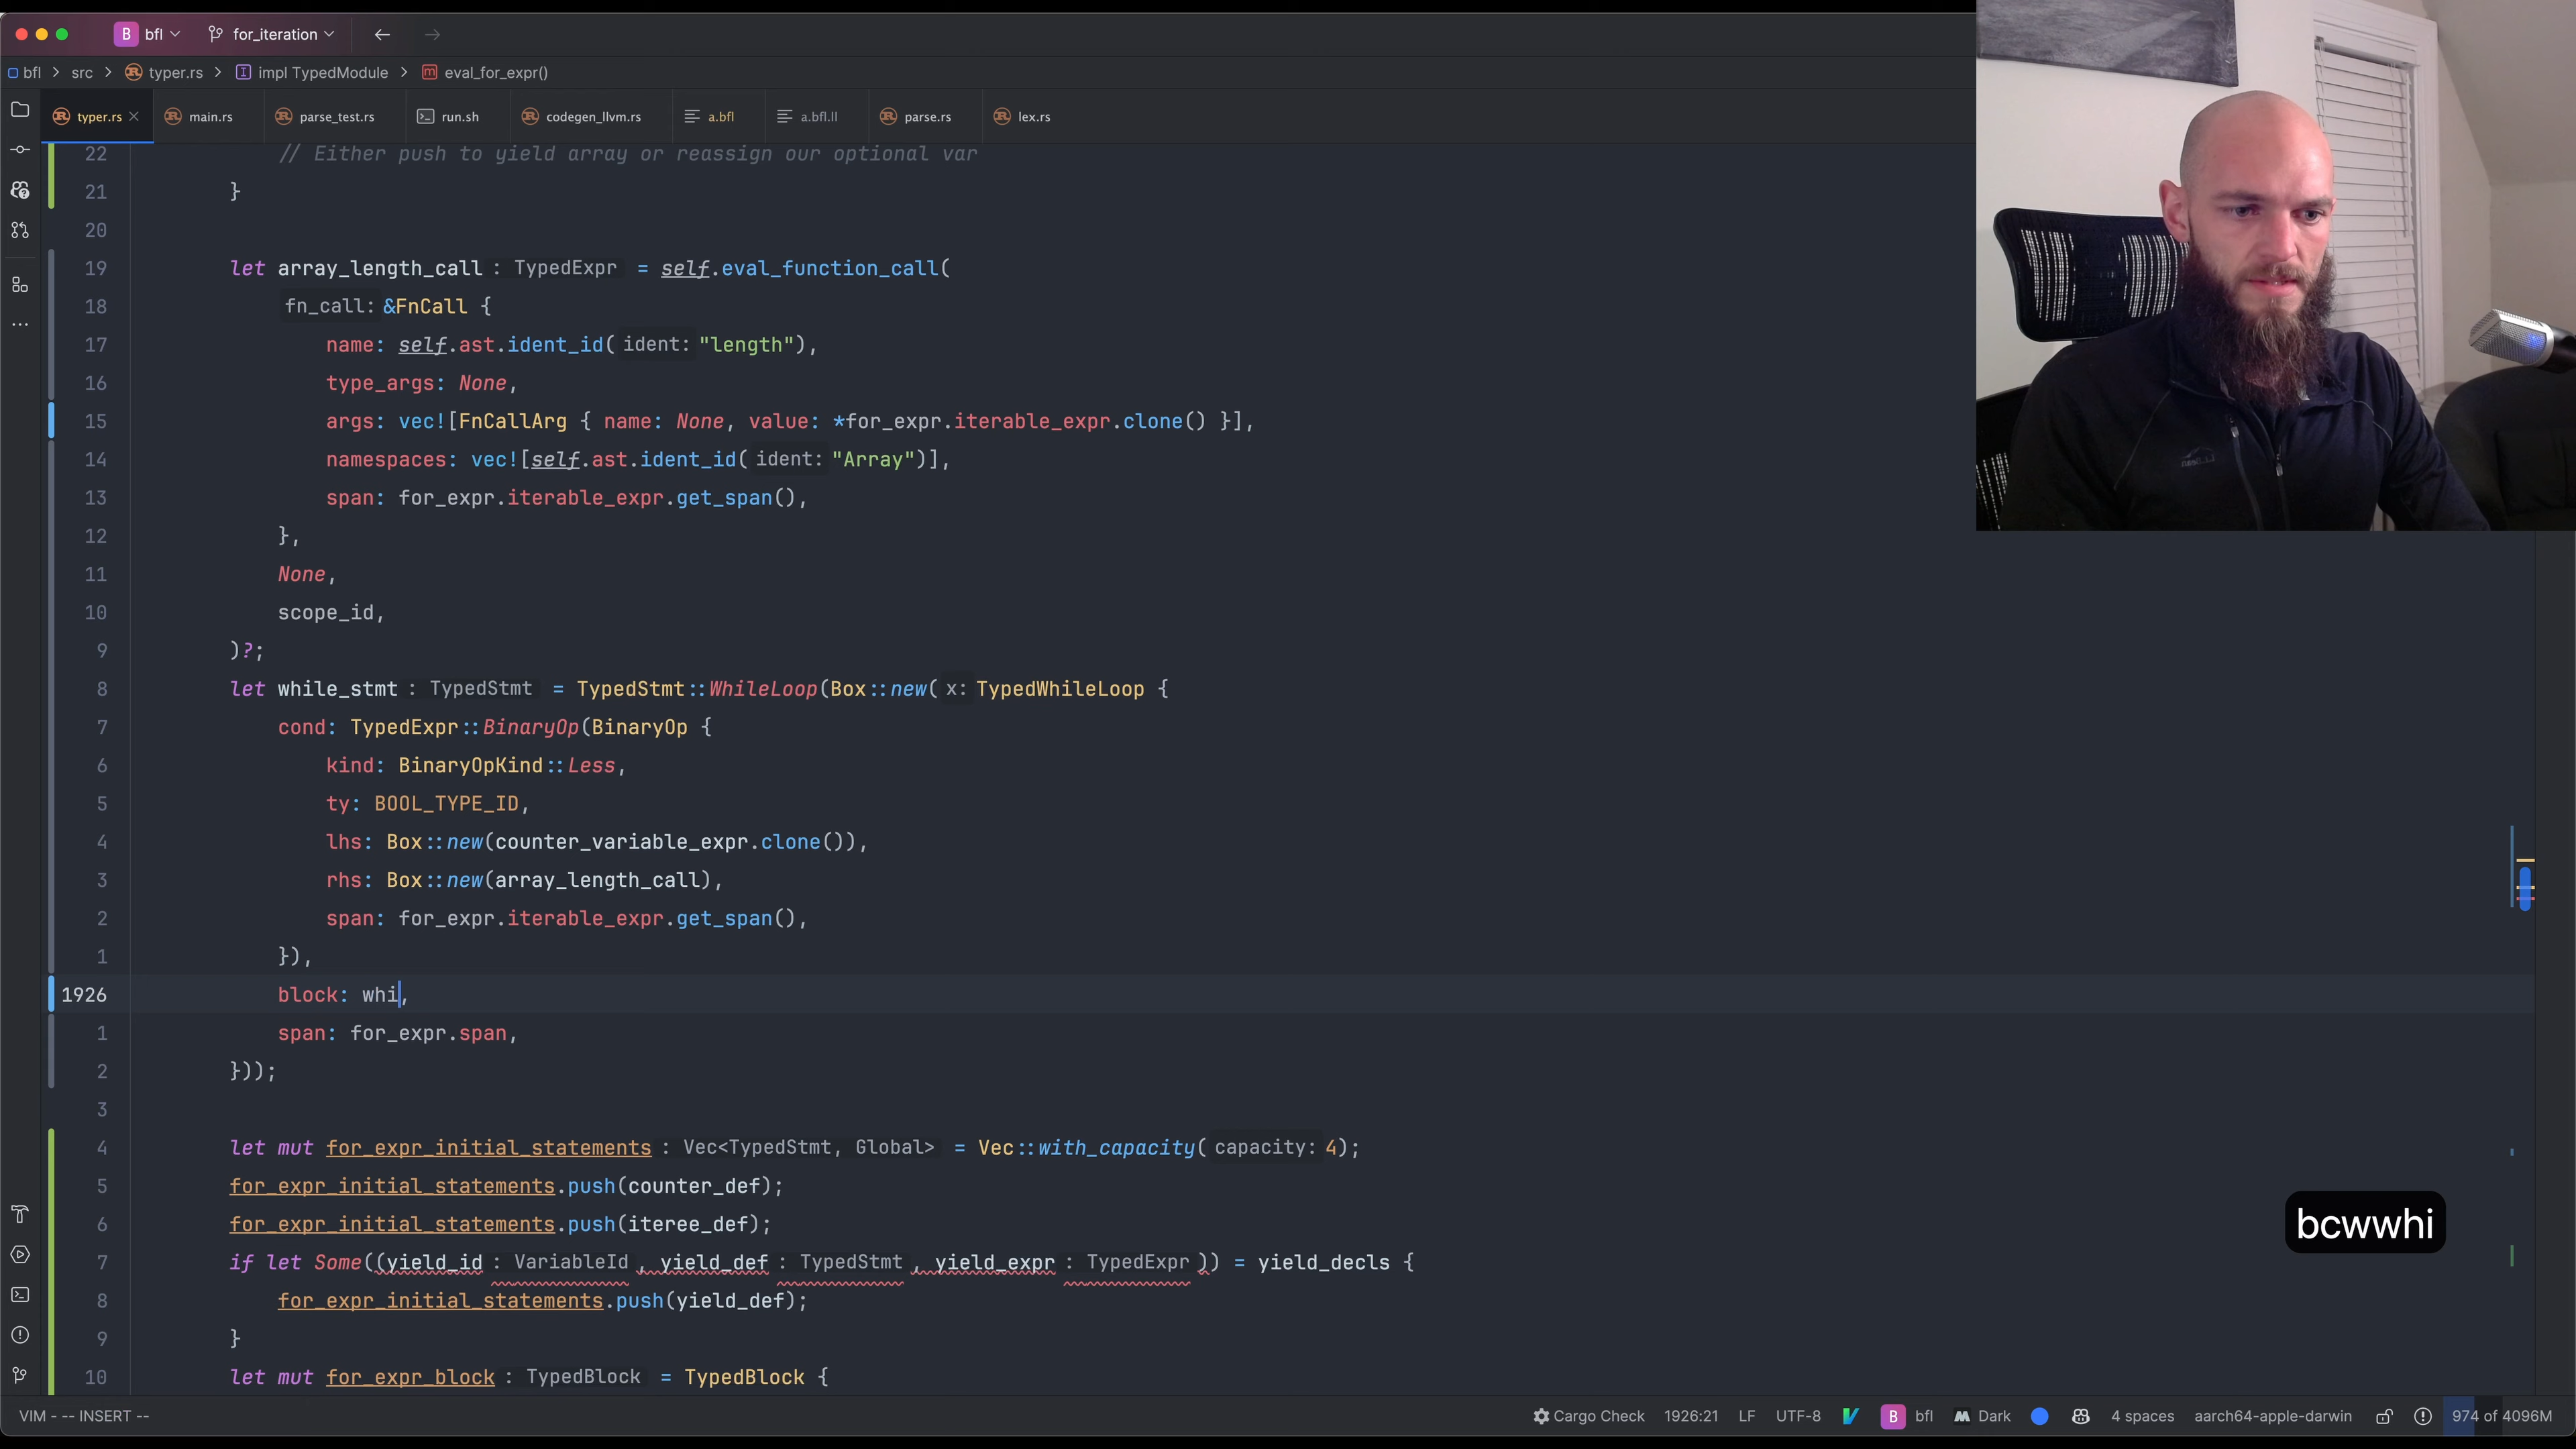 B bfl for_iteration
bfl > src > typer.rs > impl TypedModule > eval_for_expr()
typer.rs main.rs parse_test.rs run.sh codegen_llvm.rs a.bfl a.bfl.ll parse.rs lex.rs
22 // Either push to yield array or reassign our optional var
21 }
20
19 let array_length_call : TypedExpr = self.eval_function_call(
18 fn_call: &FnCall {
17 name: self.ast.ident_id( ident: "length"),
16 type_args: None,
15 args: vec![FnCallArg { name: None, value: *for_expr.iterable_expr.clone() }],
14 namespaces: vec![self.ast.ident_id( ident: "Array")],
13 span: for_expr.iterable_expr.get_span(),
12 },
11 None,
10 scope_id,
9 )?;
8 let while_stmt : TypedStmt = TypedStmt::WhileLoop(Box::new( x: TypedWhileLoop {
7 cond: TypedExpr::BinaryOp(BinaryOp {
6 kind: BinaryOpKind::Less,
5 ty: BOOL_TYPE_ID,
4 lhs: Box::new(counter_variable_expr.clone()),
3 rhs: Box::new(array_length_call),
2 span: for_expr.iterable_expr.get_span(),
1 }),
1926 block: whi,
1 span: for_expr.span,
2 }));
3
4 let mut for_expr_initial_statements : Vec<TypedStmt, Global> = Vec::with_capacity( capacity: 4);
5 for_expr_initial_statements.push(counter_def);
6 for_expr_initial_statements.push(iteree_def);
7 if let Some((yield_id : VariableId , yield_def : TypedStmt , yield_expr : TypedExpr )) = yield_decls {
8 for_expr_initial_statements.push(yield_def);
9 }
10 let mut for_expr_block : TypedBlock = TypedBlock {
bcwwhi
VIM - -- INSERT -- Cargo Check 1926:21 LF UTF-8 B bfl Dark 4 spaces aarch64-apple-darwin 974 of 4096M